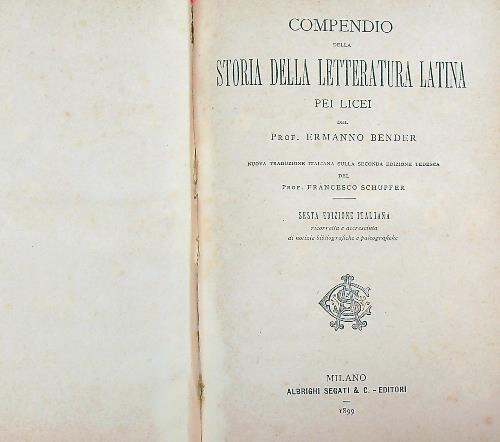 COMPENDIO
DELLA
STORIA DELLA LETTERATURA LATINA
PEI LICEI
DEL
PROF. ERMANNO BENDER
NUOVA TRADUZIONE ITALIANA SULLA SECONDA EDIZIONE TEDESCA
DEL
PROF. FRANCESCO SCHUPFER
SESTA EDIZIONE ITALIANA
ricorretta e accresciuta
di notizie bibliografiche e paleografiche
MILANO
ALBRIGHI SEGATI & C. - EDITORI
1899